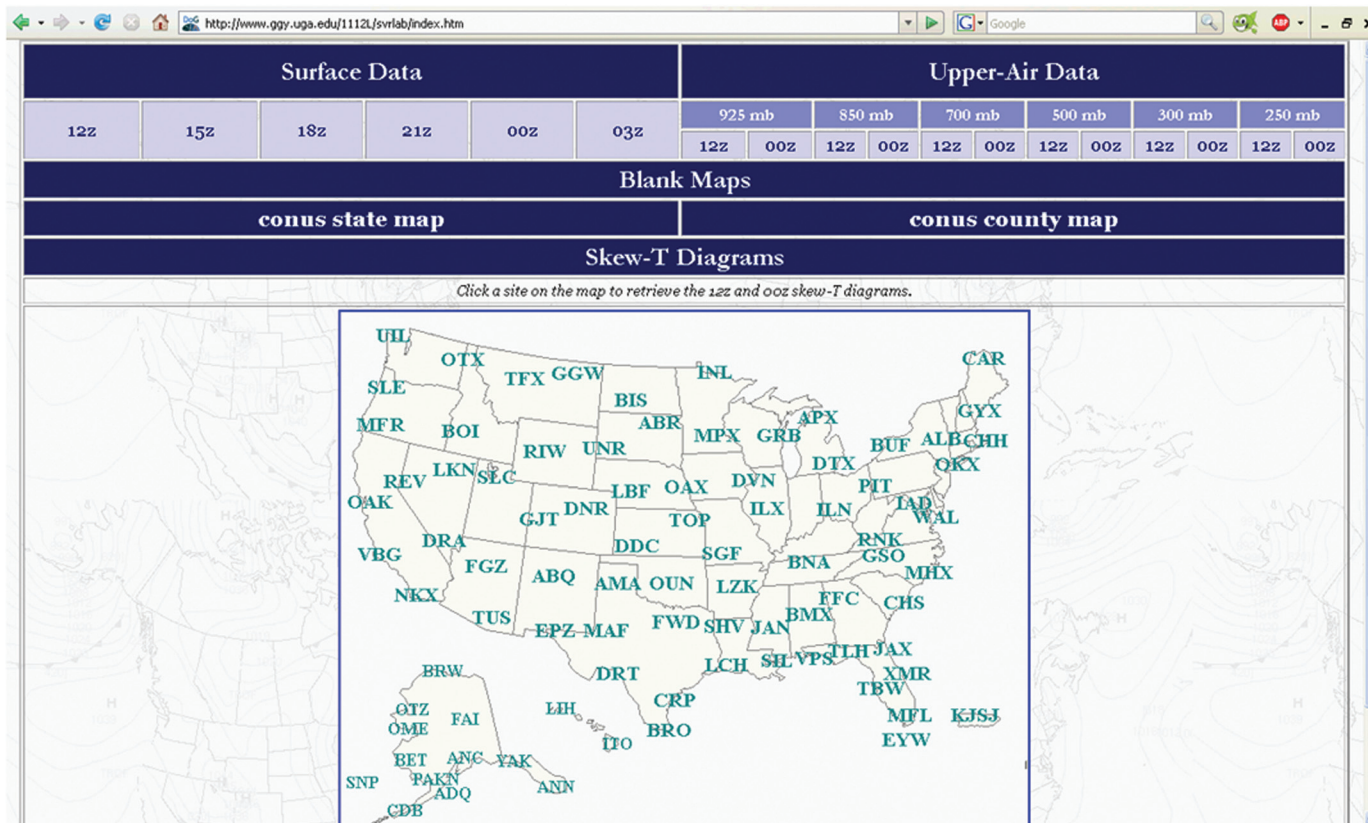 http://www.ggy.uga.edu/1112L/svrlab/index.htm
G Google
ABP
Surface Data Upper-Air Data
12z 15z 18z 21z 00z 03z
925 mb 850 mb 700 mb 500 mb 300 mb 250 mb
12z 00z 12z 00z 12z 00z 12z 00z 12z 00z 12z 00z
Blank Maps
conus state map conus county map
Skew-T Diagrams
Click a site on the map to retrieve the 12z and 00z skew-T diagrams.
UIL
OTX CAR
TFX GGW INL
SLE
BIS
GYX
MFR BOI ABR MPX GRB APX
BUF ALB CHH
RIW UNR
DTX OKX
REV LKN SLC
LBF OAX DVN PIT
OAK GJT DNR ILX ILN IAD
TOP WAL
VBG DRA DDC SGF RNK
FGZ BNA GSO
ABQ AMA OUN LZK MHX
NKX FFC CHS
TUS BMX
EPZ MAF FWD SHV JAN
TLH JAX
LCH SIL VPS
BRW DRT XMR
TBW
OTZ LIH CRP
OME FAI MFL KJSJ
ITO BRO EYW
BET ANC YAK
SNP PAKN ANN
ADQ
CDB